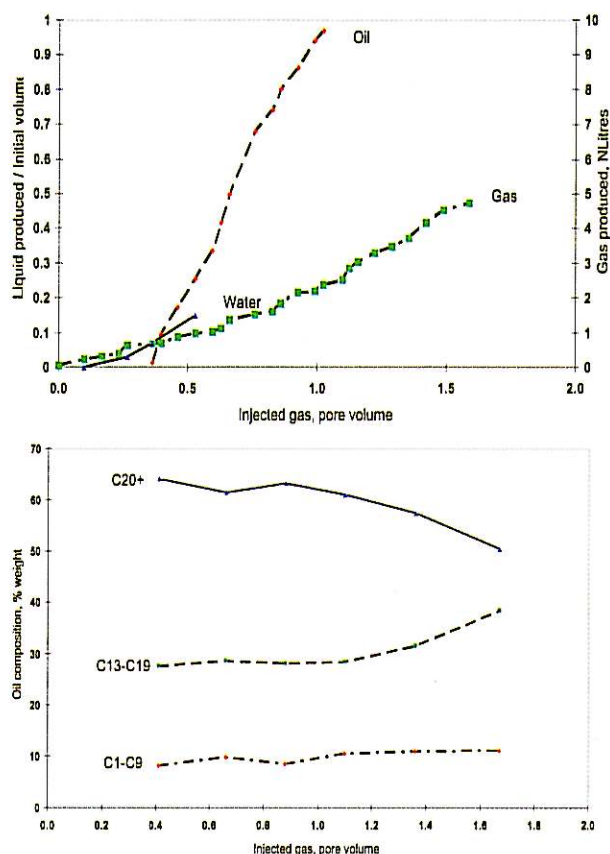 1
0.9
0.8
0.7
0.6
0.5
0.4
0.3
0.2
0.1
0
Liquid produced / Initial volume
10
9
8
7
6
5
4
3
2
1
0
Gas produced, NLitres
Oil
Gas
Water
0.0 0.5 1.0 1.5 2.0
Injected gas, pore volume
70
60
50
40
30
20
10
0
Oil composition, % weight
C20+
C13-C19
C1-C9
0.0 0.2 0.4 0.6 0.8 1.0 1.2 1.4 1.6 1.8 2.0
Injected gas, pore volume